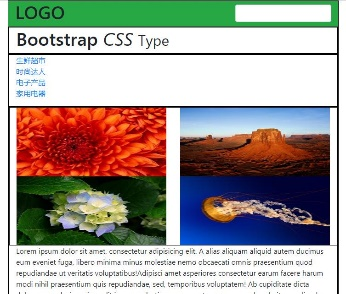 LOGO
Bootstrap CSS Type
生鲜超市
时尚达人
电子产品
家用电器
Lorem ipsum dolor sit amet, consectetur adipisicing elit. A alias aliquam aliquid autem ducimus
eum eveniet fuga, libero minima minus molestiae nemo obcaecati omnis praesentium quod
repudiandae ut veritatis voluptatibus!Adipisci amet asperiores consectetur earum facere harum
modi nihil praesentium quis repudiandae, sed, temporibus voluptatem! Ab cupiditate dicta